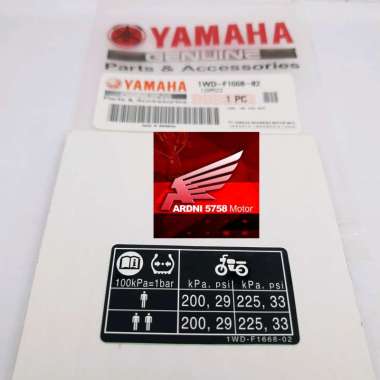 YAMAHA
GENUINE
Parts & Accessories
YAMAHA
1WD-F1668-02
1 PC
Parts & Accessories
ARDNI 5758 Motor
100kPa=1bar
kPa, psi kPa, psi
200, 29 225, 33
200, 29 225, 33
1WD-F1668-02